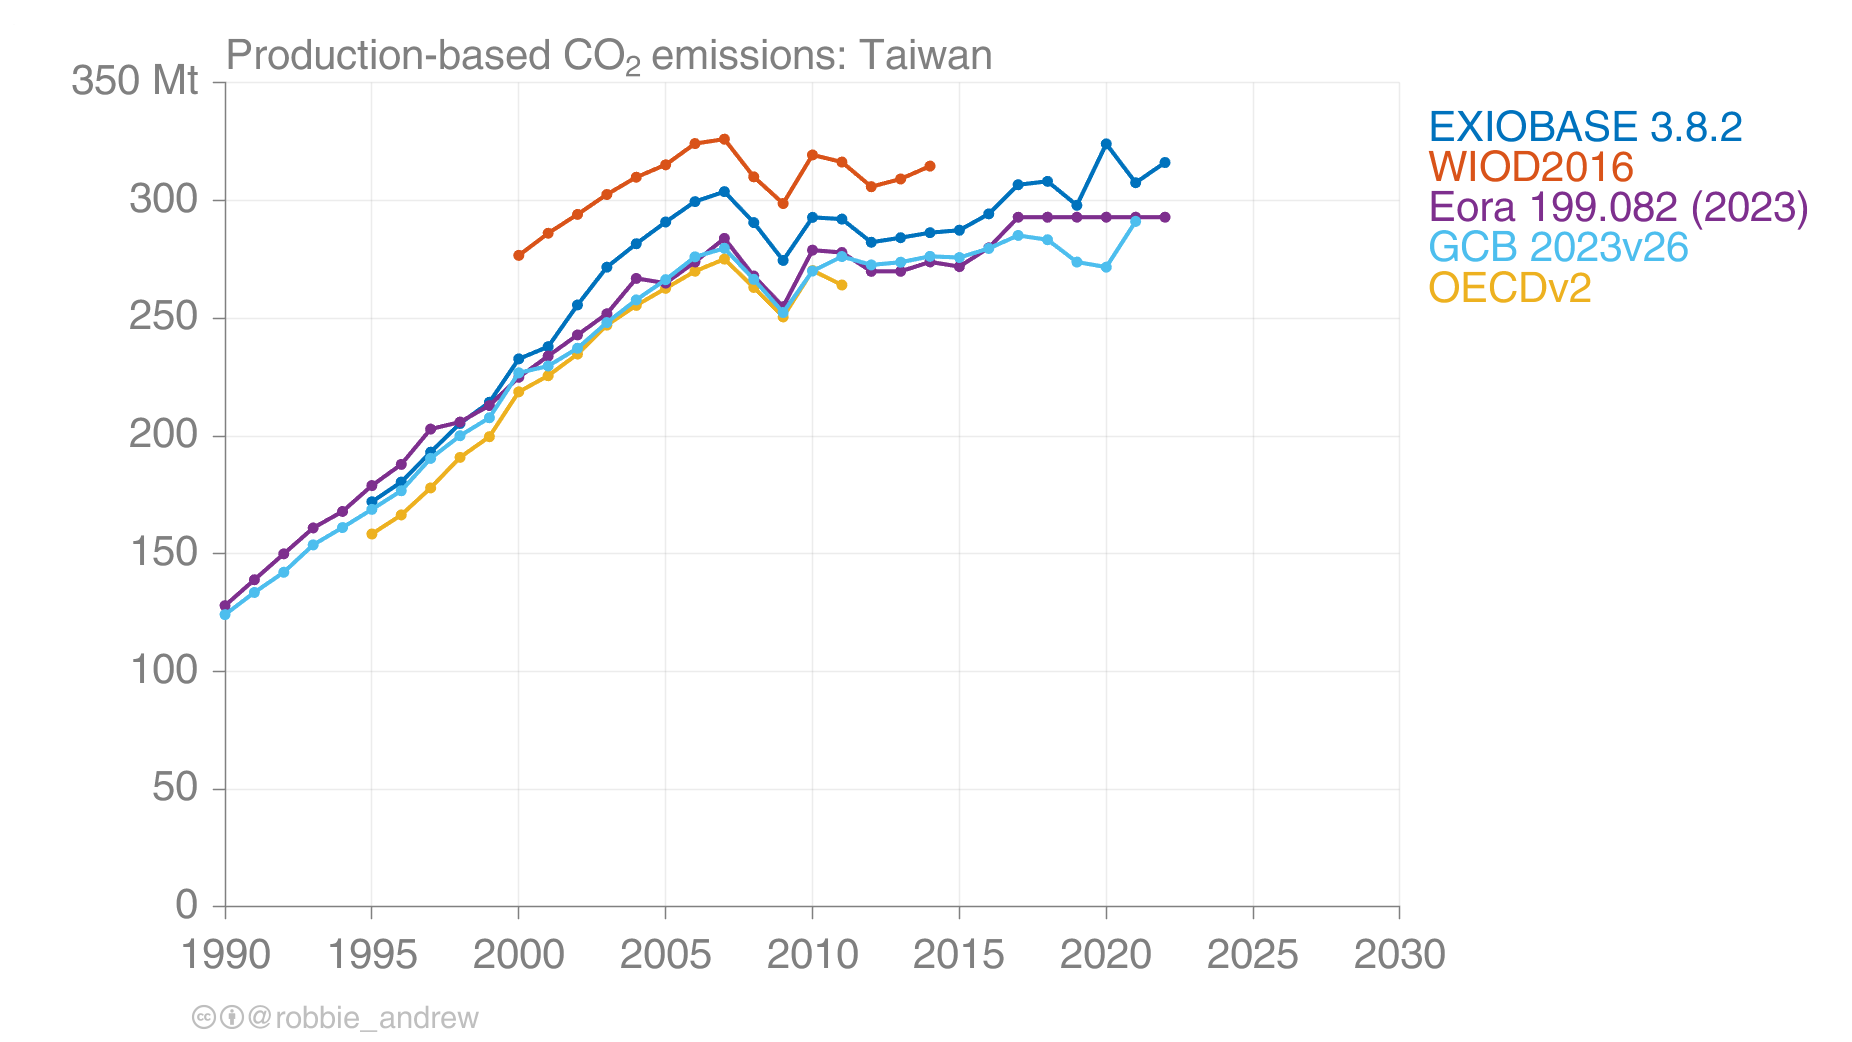 Production-based CO₂ emissions: Taiwan
350 Mt
300
250
200
150
100
50
0
1990 1995 2000 2005 2010 2015 2020 2025 2030
EXIOBASE 3.8.2
WIOD2016
Eora 199.082 (2023)
GCB 2023v26
OECDv2
@robbie_andrew